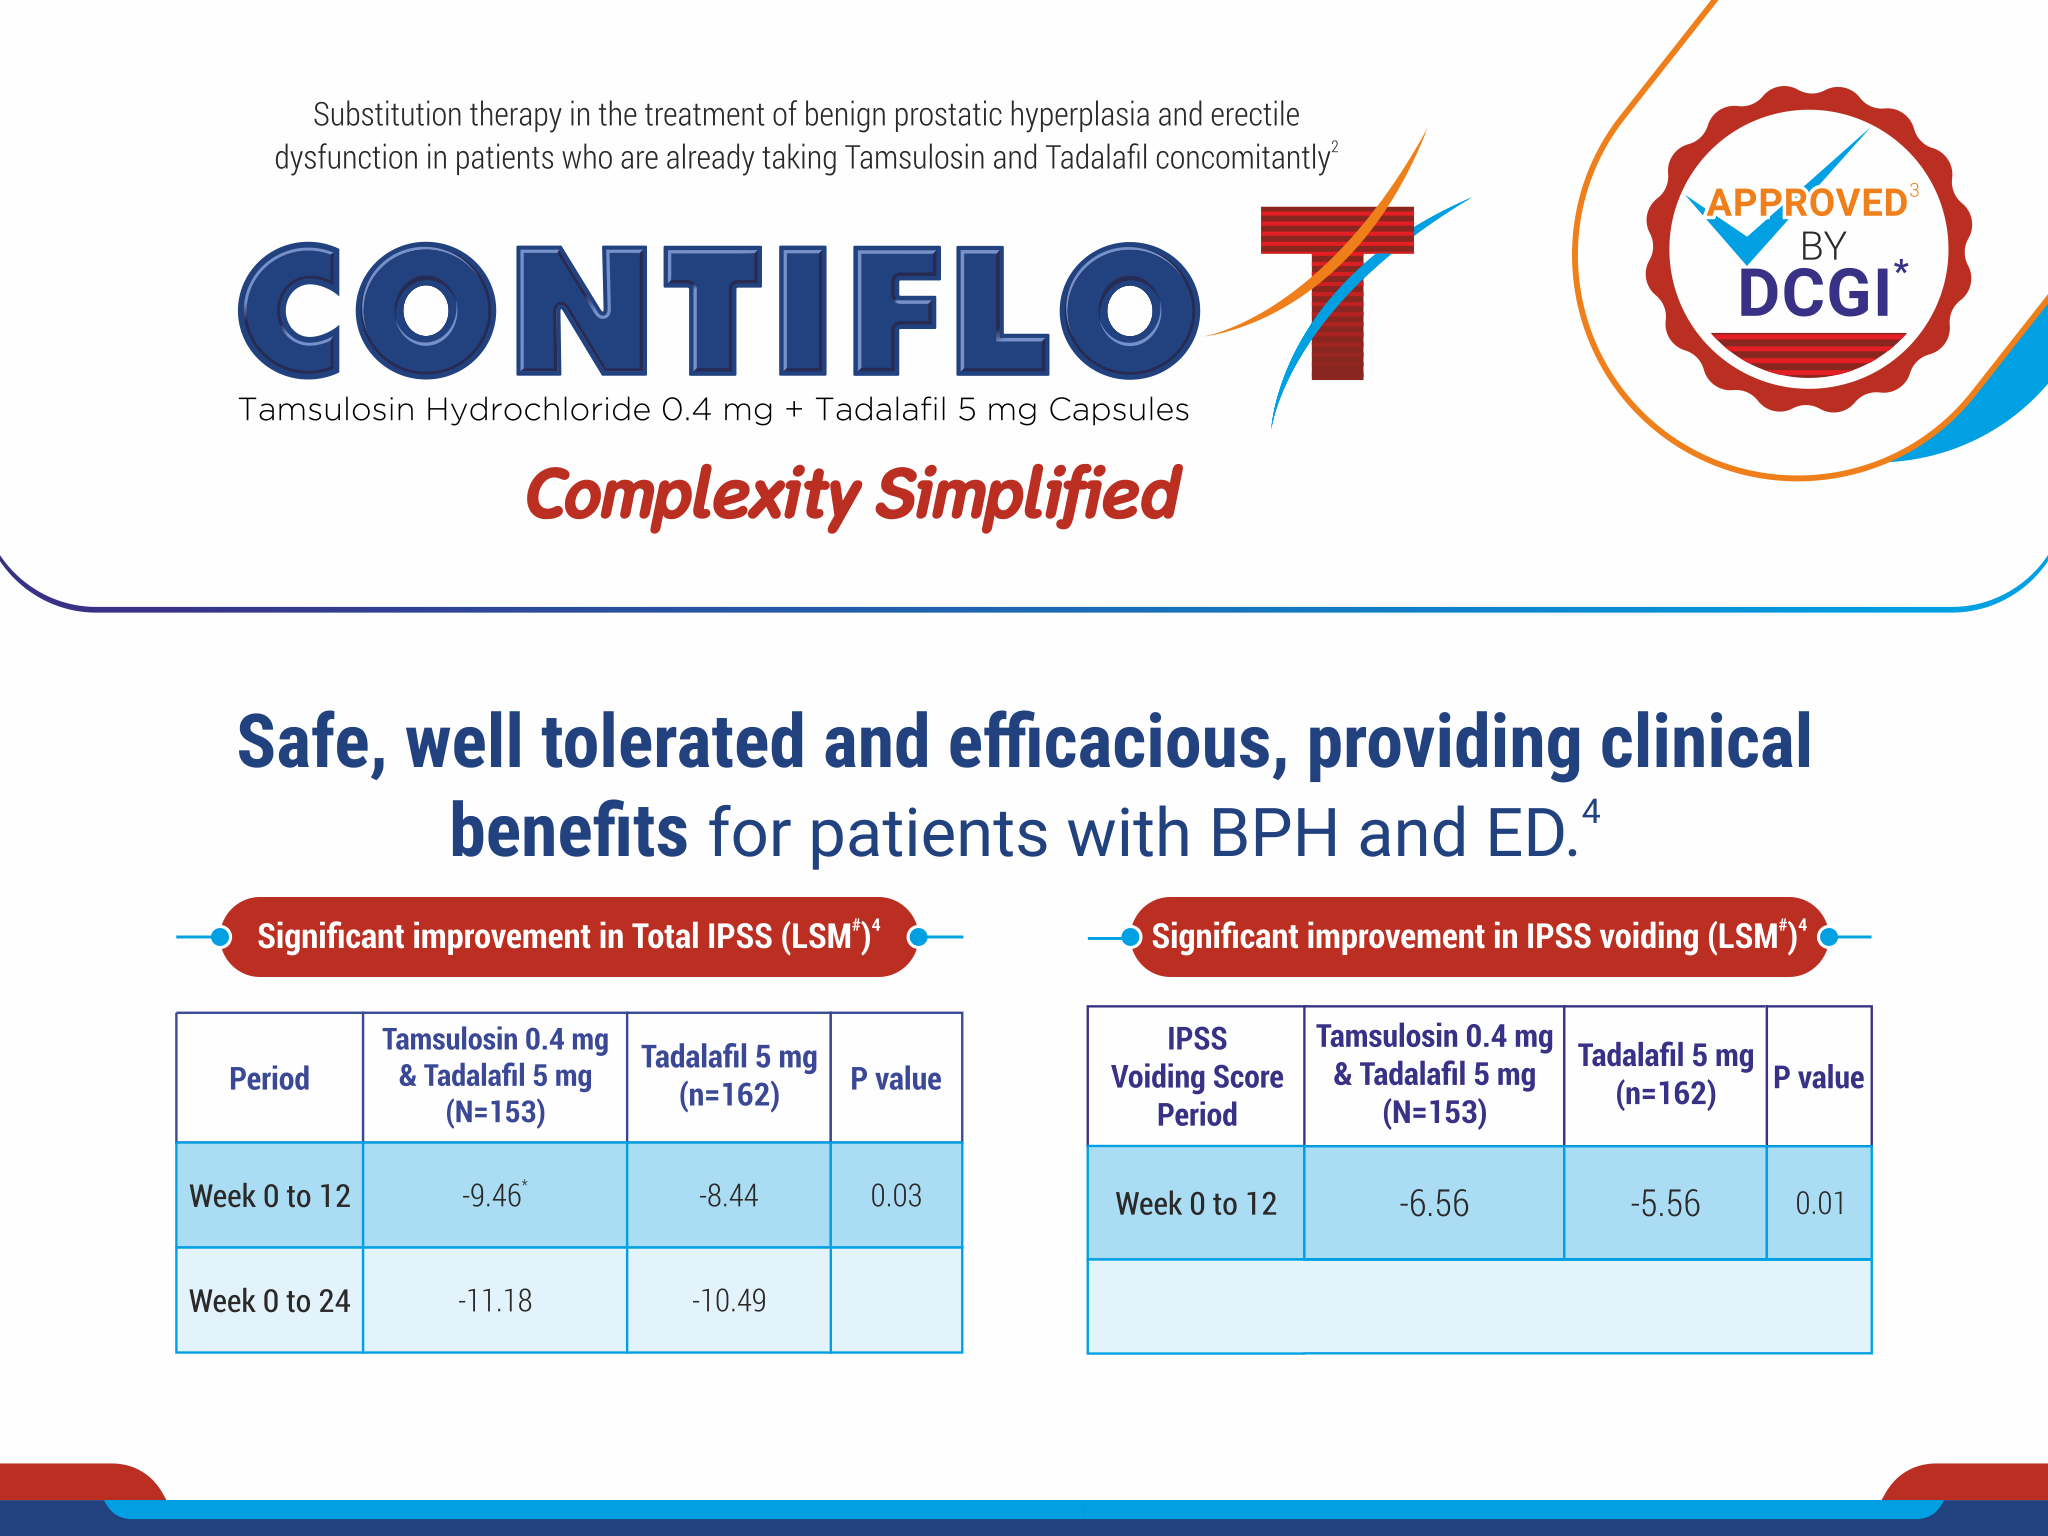 Substitution therapy in the treatment of benign prostatic hyperplasia and erectile
dysfunction in patients who are already taking Tamsulosin and Tadalafil concomitantly2
CONTIFLO T
Tamsulosin Hydrochloride 0.4 mg + Tadalafil 5 mg Capsules
Complexity Simplified
APPROVED3
BY
DCGI*
Safe, well tolerated and efficacious, providing clinical
benefits for patients with BPH and ED.4
Significant improvement in Total IPSS (LSM#)4
Period
Tamsulosin 0.4 mg
& Tadalafil 5 mg
(N=153)
Tadalafil 5 mg
(n=162)
P value
Week 0 to 12
-9.46*
-8.44
0.03
Week 0 to 24
-11.18
-10.49
Significant improvement in IPSS voiding (LSM#)4
IPSS
Voiding Score
Period
Tamsulosin 0.4 mg
& Tadalafil 5 mg
(N=153)
Tadalafil 5 mg
(n=162)
P value
Week 0 to 12
-6.56
-5.56
0.01